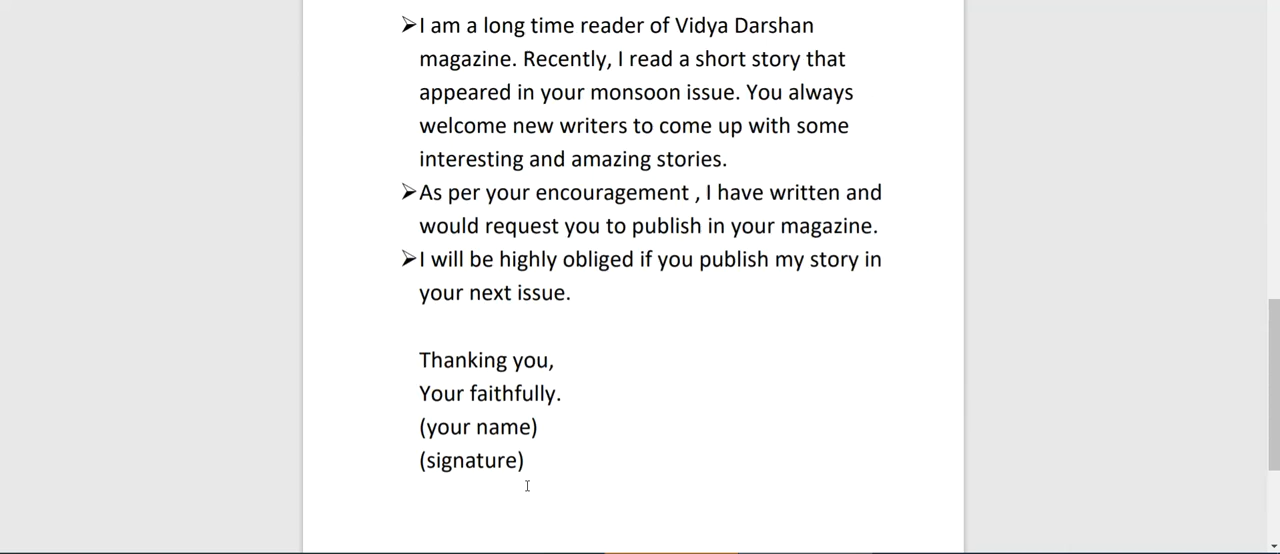 ➢I am a long time reader of Vidya Darshan
magazine. Recently, I read a short story that
appeared in your monsoon issue. You always
welcome new writers to come up with some
interesting and amazing stories.
➢As per your encouragement , I have written and
would request you to publish in your magazine.
➢I will be highly obliged if you publish my story in
your next issue.
Thanking you,
Your faithfully.
(your name)
(signature)